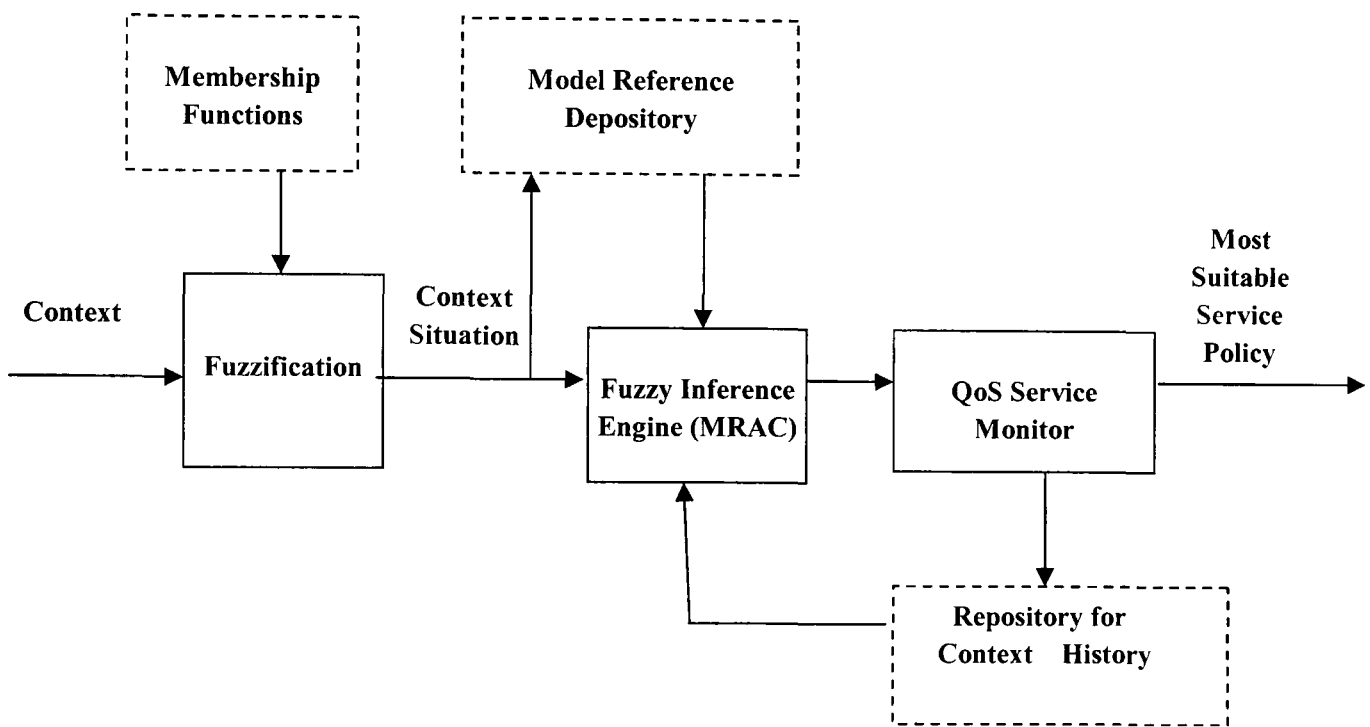 Membership
Functions
Model Reference
Depository
Context
Fuzzification
Context
Situation
Fuzzy Inference
Engine (MRAC)
QoS Service
Monitor
Most
Suitable
Service
Policy
Repository for
Context History